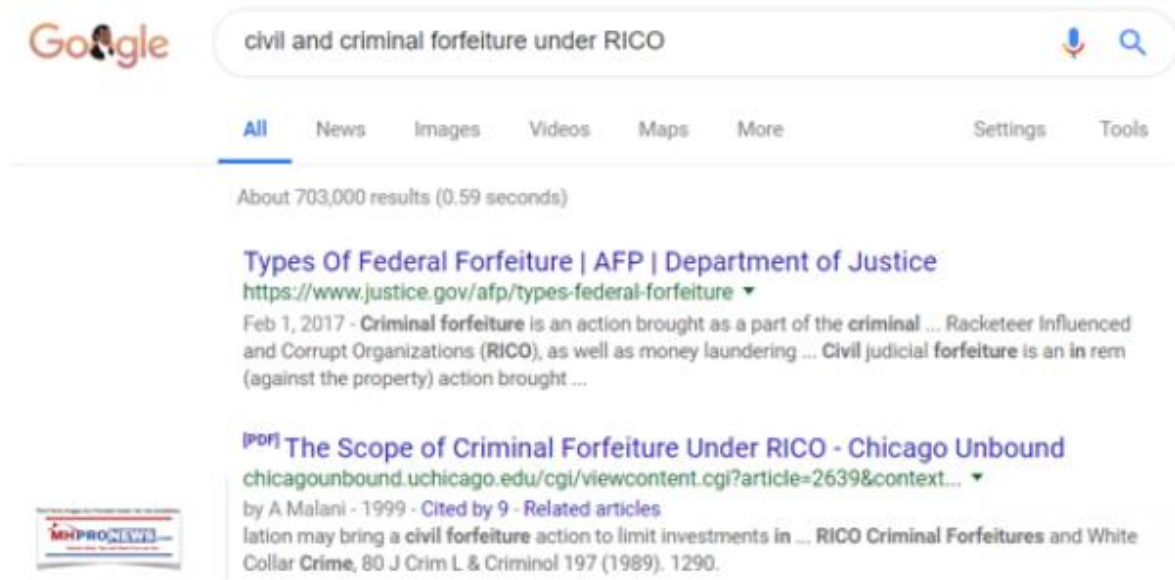 Google
civil and criminal forfeiture under RICO
All News Images Videos Maps More Settings Tools
About 703,000 results (0.59 seconds)
Types Of Federal Forfeiture | AFP | Department of Justice
https://www.justice.gov/afp/types-federal-forfeiture
Feb 1, 2017 - Criminal forfeiture is an action brought as a part of the criminal ... Racketeer Influenced
and Corrupt Organizations (RICO), as well as money laundering ... Civil judicial forfeiture is an in rem
(against the property) action brought ...
[PDF] The Scope of Criminal Forfeiture Under RICO - Chicago Unbound
chicagounbound.uchicago.edu/cgi/viewcontent.cgi?article=2639&context...
by A Malani - 1999 - Cited by 9 - Related articles
lation may bring a civil forfeiture action to limit investments in ... RICO Criminal Forfeitures and White
Collar Crime, 80 J Crim L & Criminol 197 (1989). 1290.
MHPRONEWS